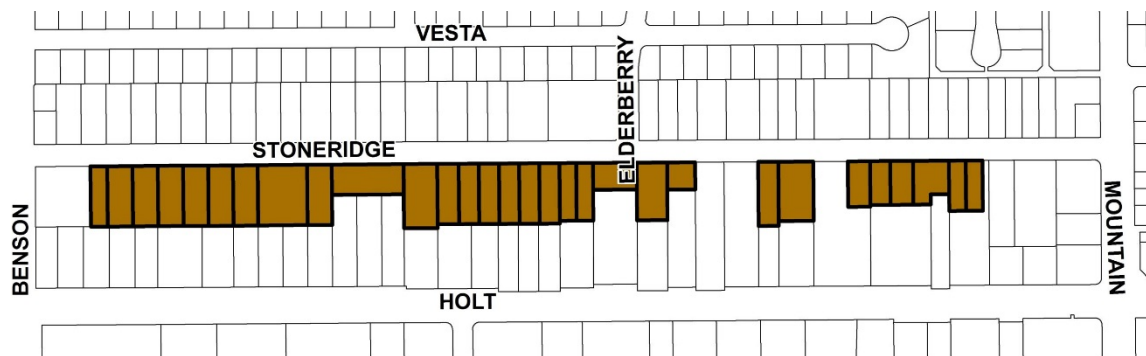 VESTA
ELDERBERRY
STONERIDGE
BENSON
MOUNTAIN
HOLT